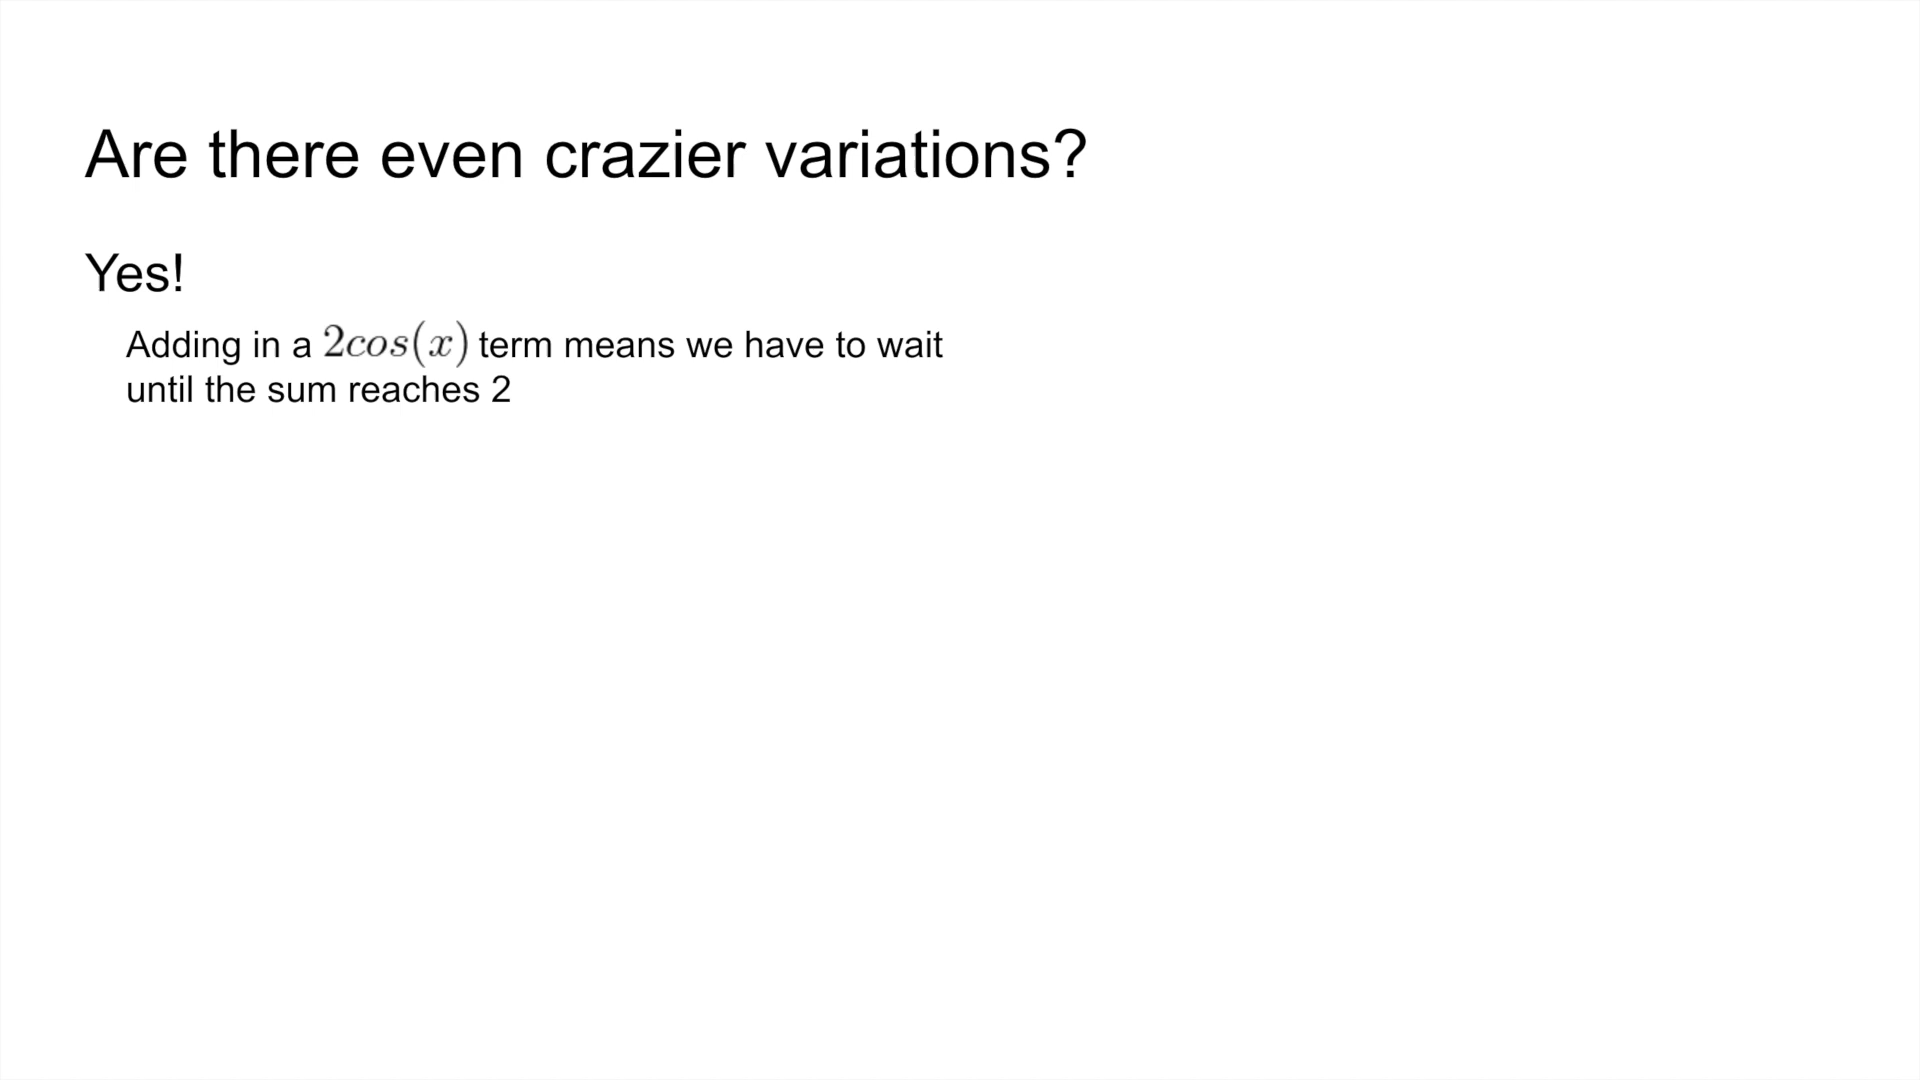 Are there even crazier variations?
Yes!
Adding in a 2cos(x) term means we have to wait
until the sum reaches 2